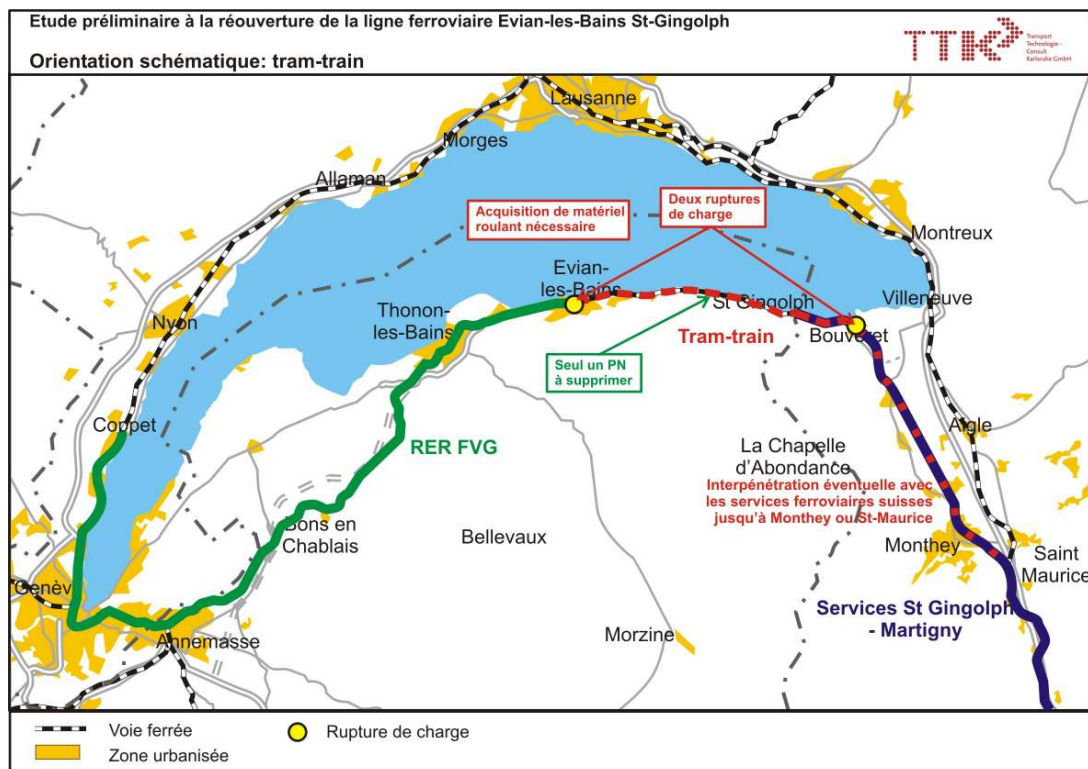 Etude préliminaire à la réouverture de la ligne ferroviaire Evian-les-Bains St-Gingolph
Orientation schématique: tram-train
TTK
Transport
Technologie -
Consult
Karlsruhe GmbH
Lausanne
Morges
Allaman
Acquisition de matériel
roulant nécessaire
Deux ruptures
de charge
Montreux
Evian-
les-Bains
Villeneuve
St Gingolph
Thonon-
les-Bains
Nyon
Tram-train
Bouveret
Seul un PN
à supprimer
Coppet
RER FVG
Aigle
La Chapelle
d'Abondance
Interpénétration éventuelle avec
les services ferroviaires suisses
jusqu'à Monthey ou St-Maurice
Bons en
Chablais
Bellevaux
Monthey
Saint
Maurice
Genèv
Services St Gingolph
- Martigny
Annemasse
Morzine
Voie ferrée
Rupture de charge
Zone urbanisée